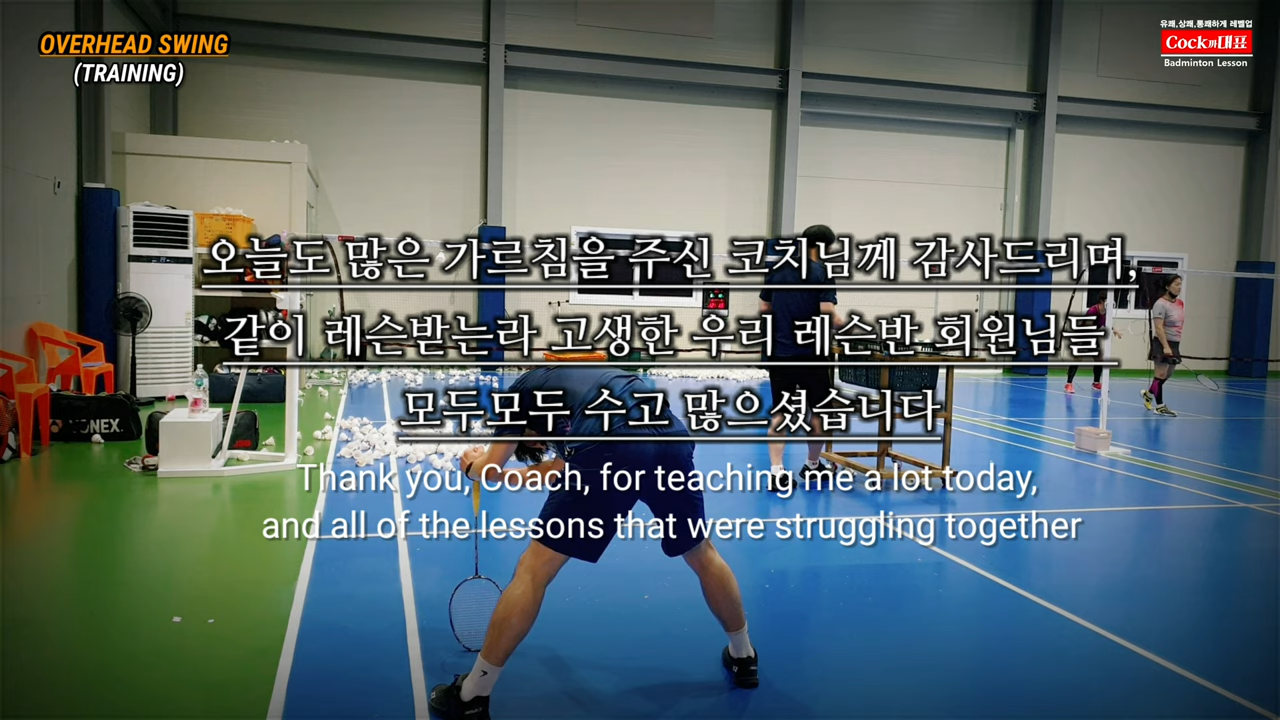 OVERHEAD SWING
(TRAINING)
유쾌,상쾌,통쾌하게 레벨업
Cock까대표
Badminton Lesson
오늘도 많은 가르침을 주신 코치님께 감사드리며,
같이 레슨받는라 고생한 우리 레슨반 회원님들
모두모두 수고 많으셨습니다
Thank you, Coach, for teaching me a lot today,
and all of the lessons that were struggling together
YONEX